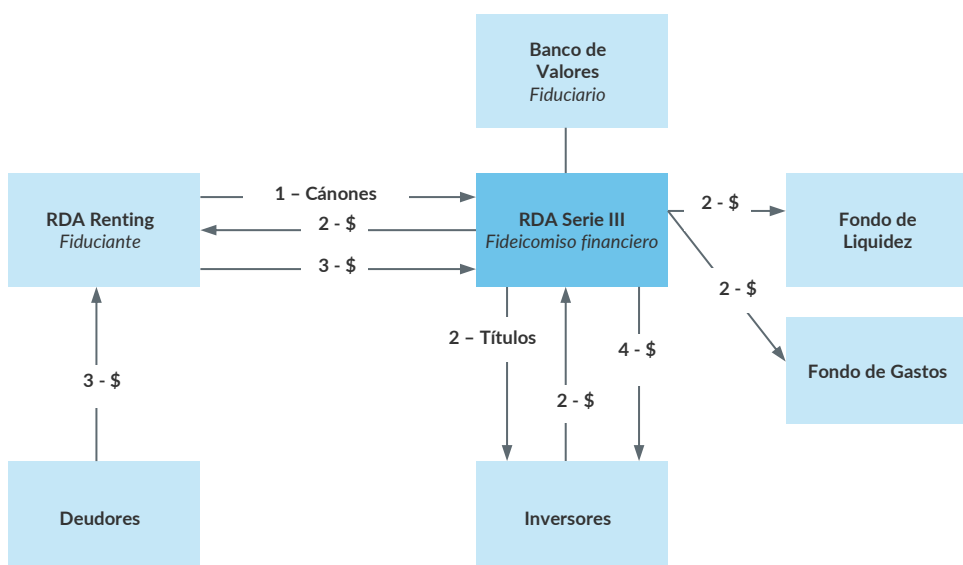 Banco de
Valores
Fiduciario
RDA Renting
Fiduciante
1 – Cánones
2 - $
3 - $
RDA Serie III
Fideicomiso financiero
2 - $
Fondo de
Liquidez
2 - $
Fondo de Gastos
2 – Títulos
4 - $
2 - $
3 - $
Deudores
Inversores